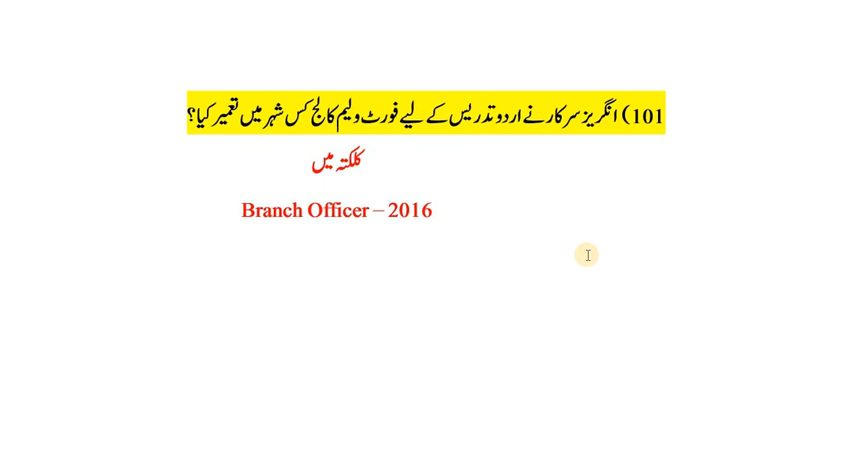 101) انگریز سرکار نے اردو تدریس کے لیے فورٹ ولیم کالج کس شہر میں تعمیر کیا؟
کلکتہ میں
Branch Officer – 2016